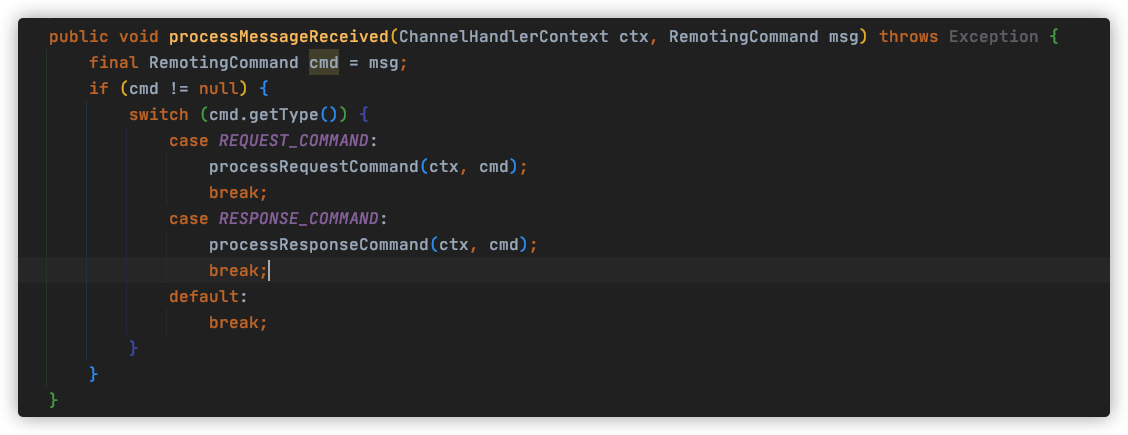 public void processMessageReceived(ChannelHandlerContext ctx, RemotingCommand msg) throws Exception {
    final RemotingCommand cmd = msg;
    if (cmd != null) {
        switch (cmd.getType()) {
            case REQUEST_COMMAND:
                processRequestCommand(ctx, cmd);
                break;
            case RESPONSE_COMMAND:
                processResponseCommand(ctx, cmd);
                break;
            default:
                break;
        }
    }
}